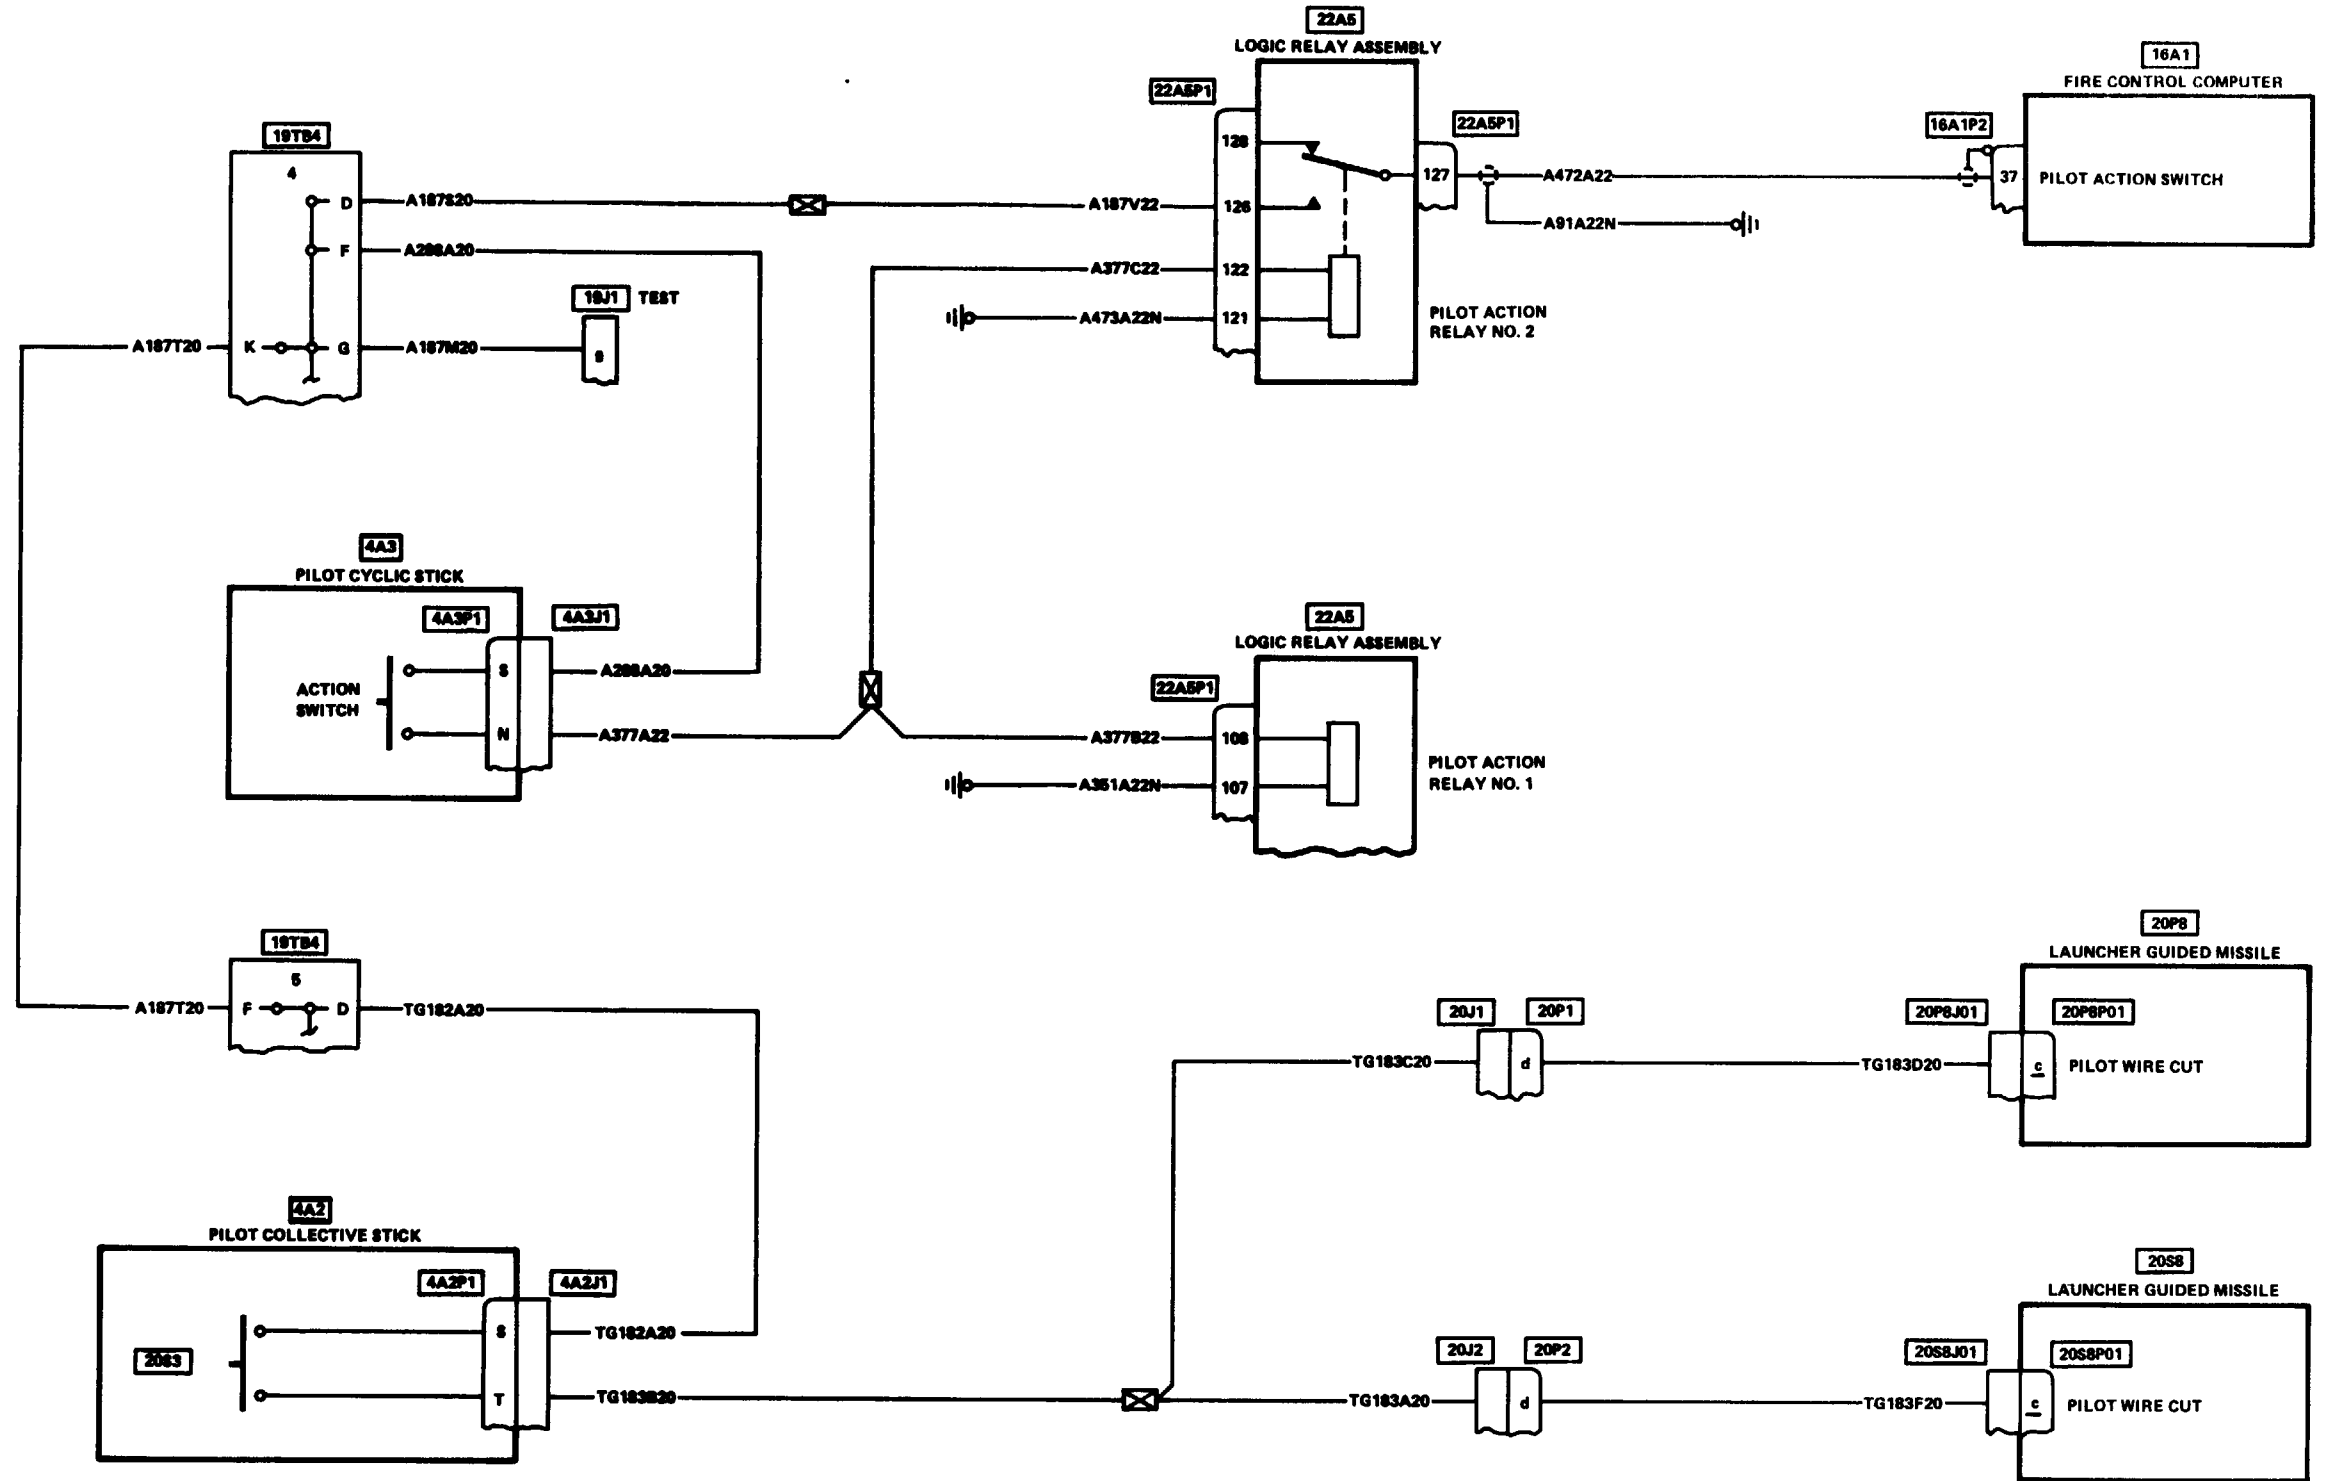 22A5
LOGIC RELAY ASSEMBLY
16A1
FIRE CONTROL COMPUTER
22A5P1
22A5P1
16A1P2
19TB4
4
128
127
A472A22
37
PILOT ACTION SWITCH
D
A187S20
A187V22
126
A91A22N
F
A298A20
A377C22
122
19J1
TEST
A473A22N
121
PILOT ACTION
RELAY NO. 2
A187T20
K
G
A187M20
4A3
PILOT CYCLIC STICK
4A3P1
4A3J1
22A5
LOGIC RELAY ASSEMBLY
S
A298A20
22A5P1
ACTION
SWITCH
N
A377A22
A377B22
108
PILOT ACTION
RELAY NO. 1
A351A22N
107
19TB4
5
20P8
LAUNCHER GUIDED MISSILE
A187T20
F
D
TG182A20
20J1
20P1
20P8J01
20P8P01
TG183C20
d
TG183D20
c
PILOT WIRE CUT
4A2
PILOT COLLECTIVE STICK
4A2P1
4A2J1
20S8
LAUNCHER GUIDED MISSILE
20S3
S
TG182A20
20J2
20P2
20S8J01
20S8P01
T
TG183B20
TG183A20
d
TG183F20
c
PILOT WIRE CUT